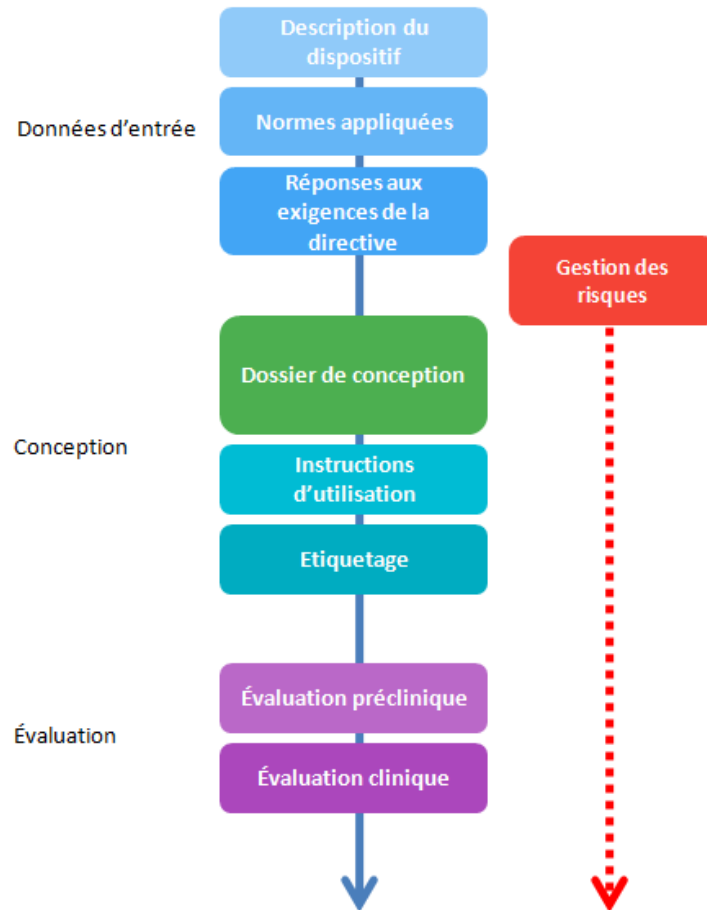 Description du
dispositif
Données d'entrée
Normes appliquées
Réponses aux
exigences de la
directive
Gestion des
risques
Dossier de conception
Conception
Instructions
d'utilisation
Etiquetage
Évaluation préclinique
Évaluation
Évaluation clinique